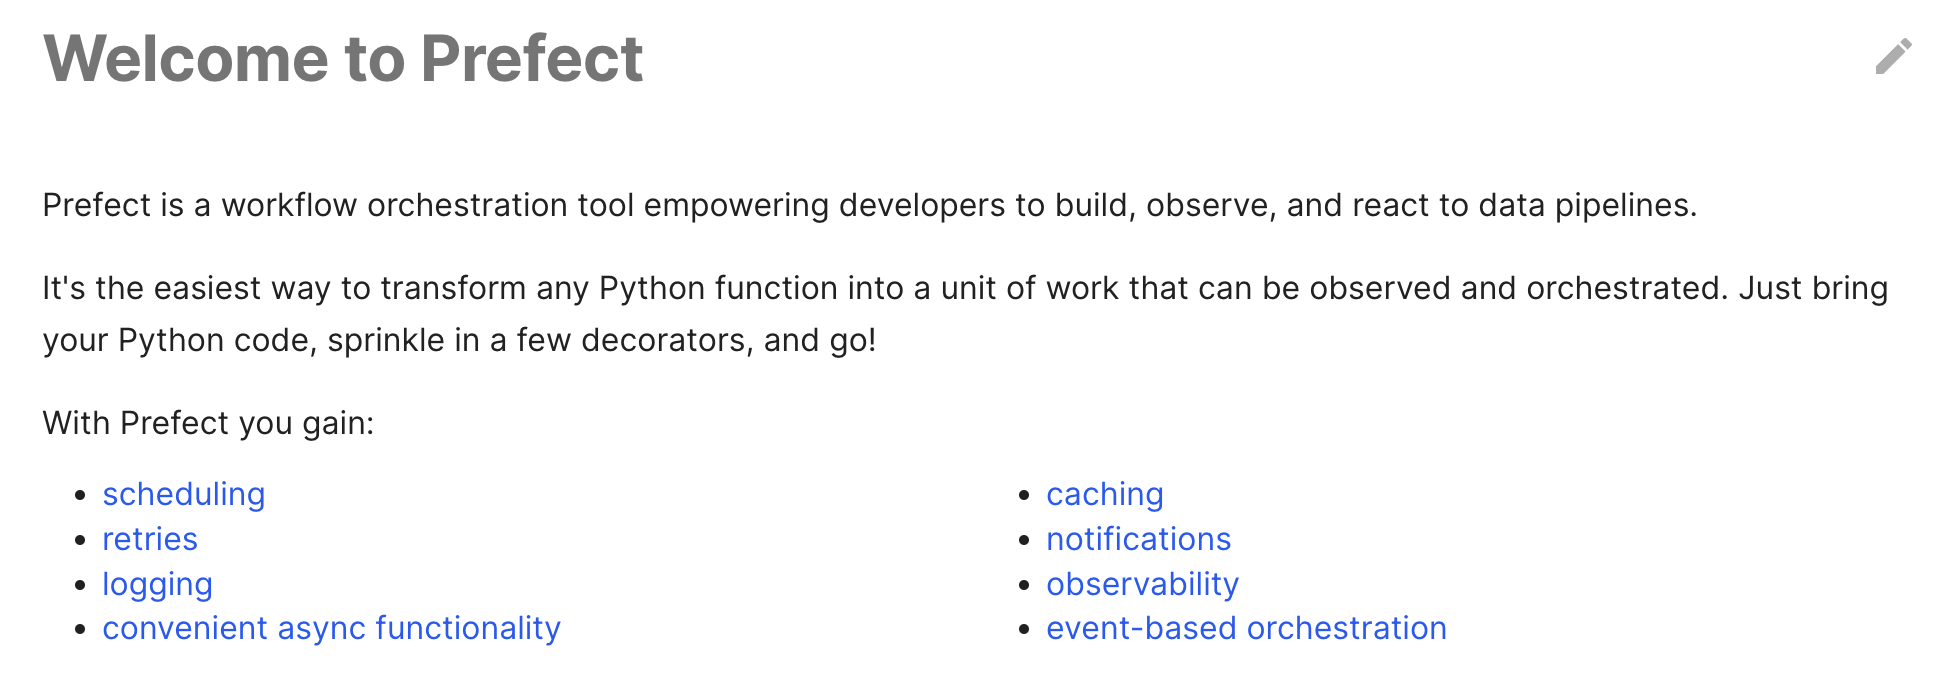 Welcome to Prefect
Prefect is a workflow orchestration tool empowering developers to build, observe, and react to data pipelines.
It's the easiest way to transform any Python function into a unit of work that can be observed and orchestrated. Just bring
your Python code, sprinkle in a few decorators, and go!
With Prefect you gain:
scheduling
retries
logging
convenient async functionality
caching
notifications
observability
event-based orchestration